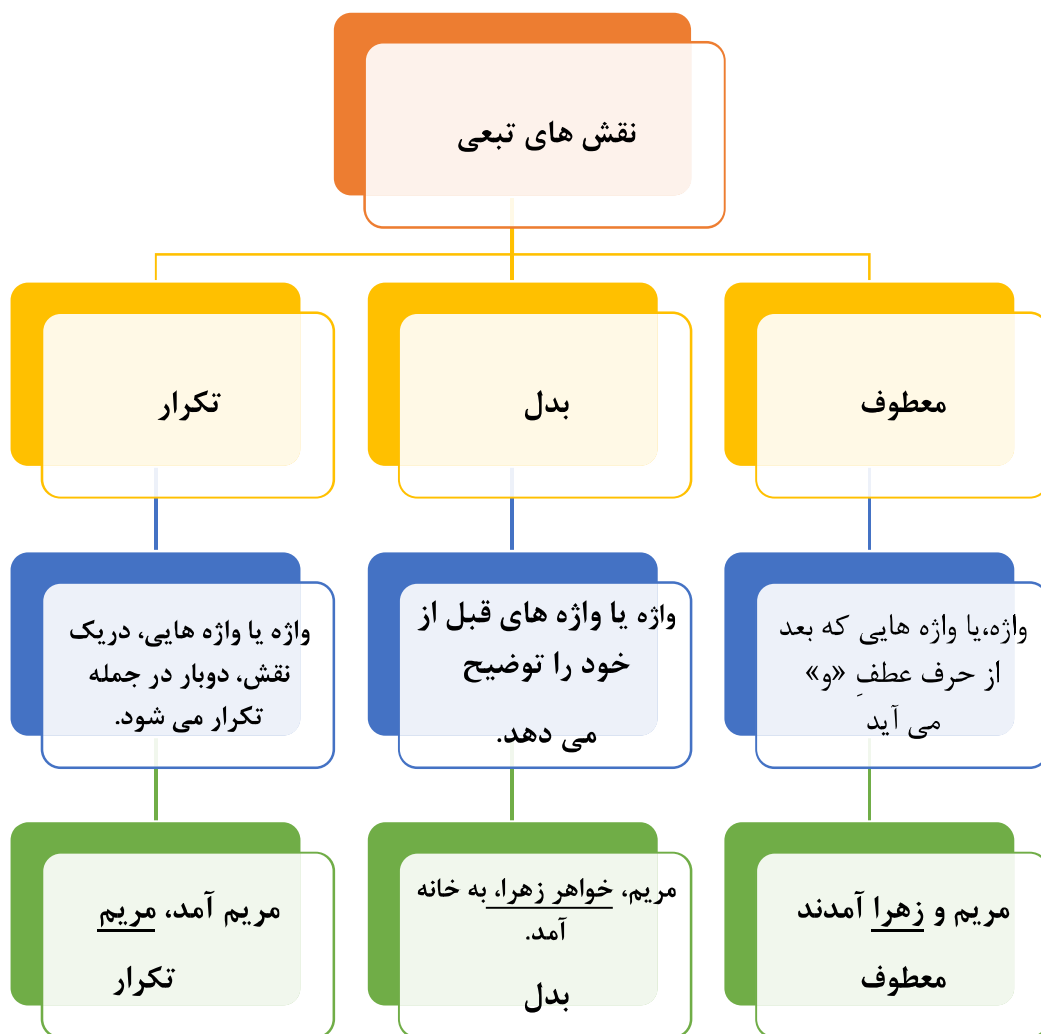 نقش های تبعی
معطوف
بدل
تکرار
واژه،یا واژه هایی که بعد
از حرف عطفِ «و»
می آید
واژه یا واژه های قبل از
خود را توضیح
می دهد.
واژه یا واژه هایی، دریک
نقش، دوبار در جمله
تکرار می شود.
مریم و زهرا آمدند
معطوف
مریم، خواهر زهرا، به خانه
آمد.
بدل
مریم آمد، مریم
تکرار